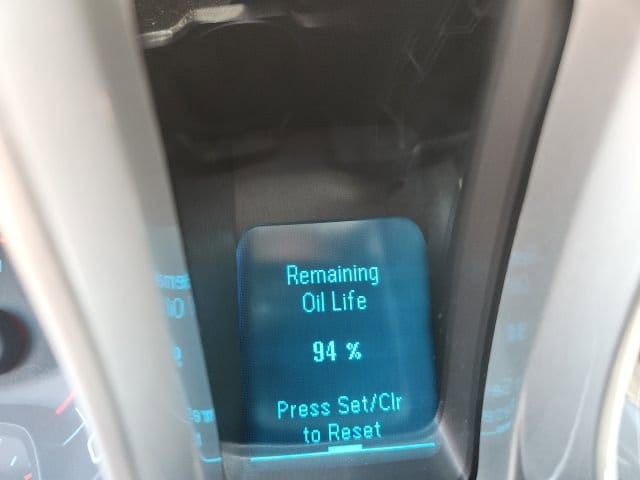 Remaining
Oil Life
94 %
Press Set/Clr
to Reset